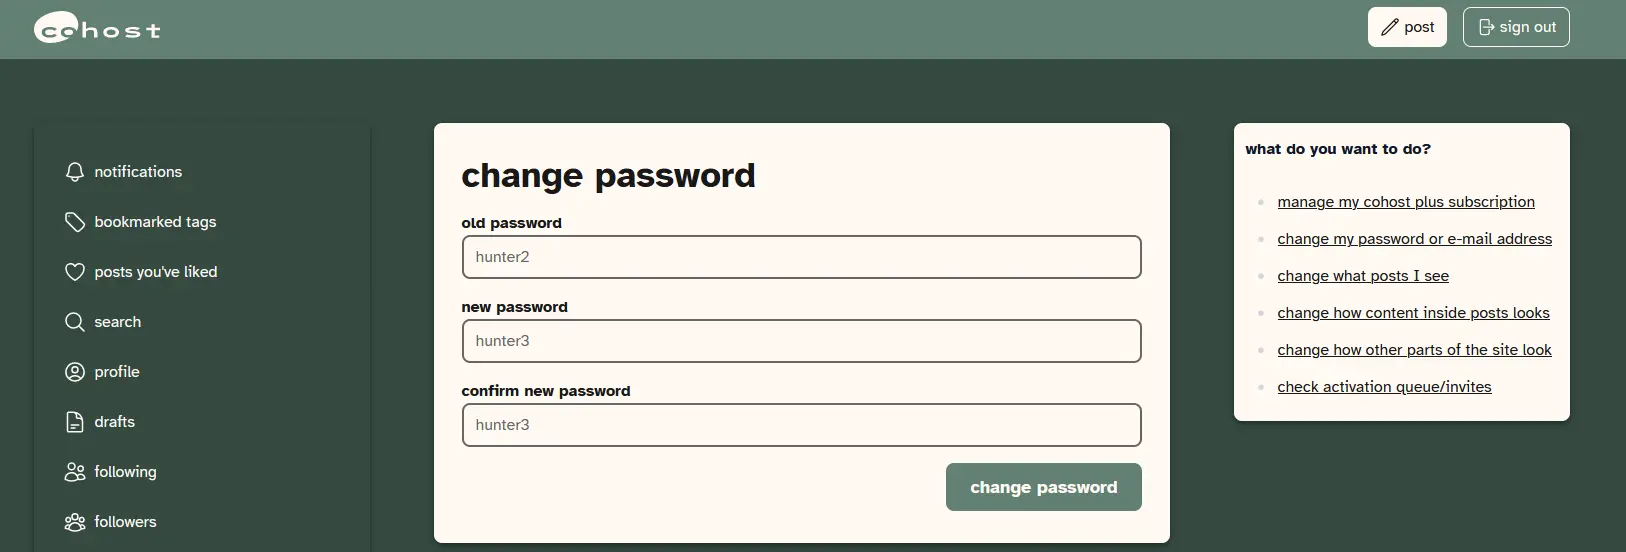 cohost
post
sign out
notifications
bookmarked tags
posts you've liked
search
profile
drafts
following
followers
change password
old password
hunter2
new password
hunter3
confirm new password
hunter3
change password
what do you want to do?
manage my cohost plus subscription
change my password or e-mail address
change what posts I see
change how content inside posts looks
change how other parts of the site look
check activation queue/invites